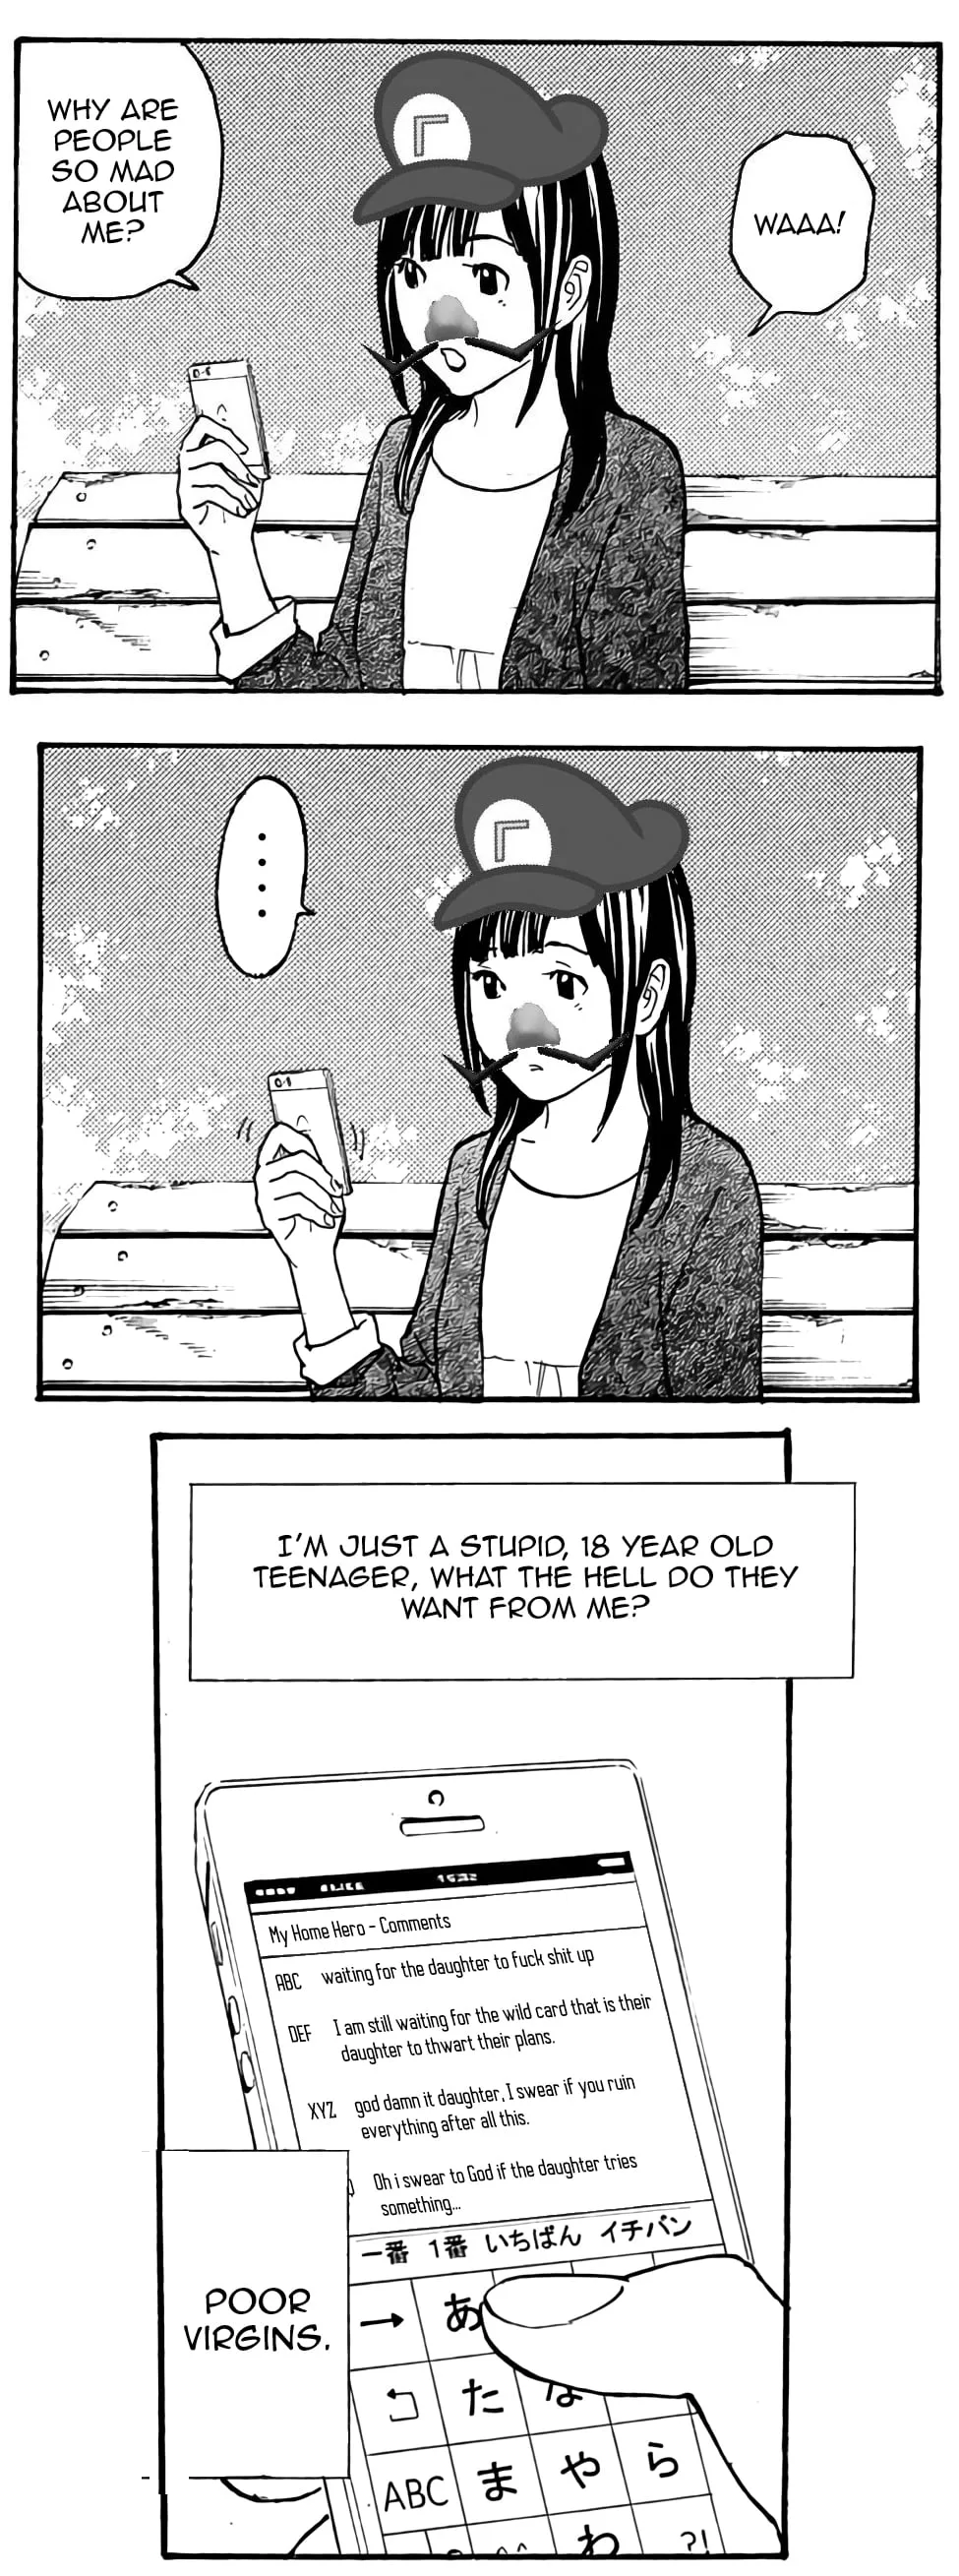 WHY ARE
PEOPLE
SO MAD
ABOUT
ME?
WAAA!
I'M JUST A STUPID, 18 YEAR OLD
TEENAGER, WHAT THE HELL DO THEY
WANT FROM ME?
My Home Hero - Comments
ABC waiting for the daughter to fuck shit up
DEF I am still waiting for the wild card that is their
daughter to thwart their plans.
XYZ god damn it daughter, I swear if you ruin
everything after all this.
Oh i swear to God if the daughter tries
something...
一番 1番 いちばん イチバン
→ あ
た な
ABC ま や ら
わ ?!
POOR
VIRGINS.